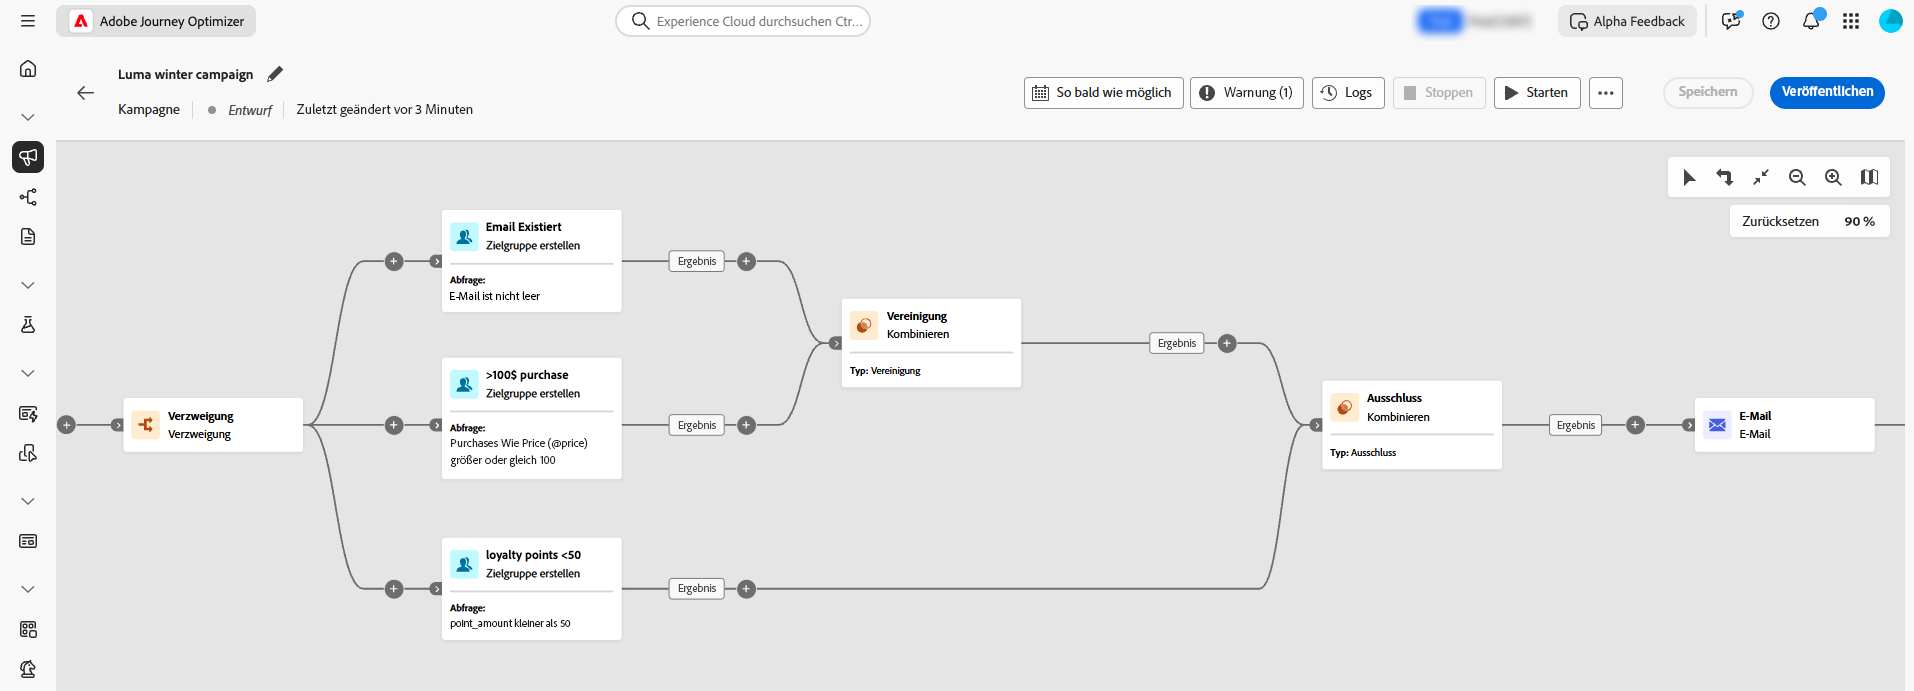 Adobe Journey Optimizer
Experience Cloud durchsuchen Ctr...
Alpha Feedback
Luma winter campaign
Kampagne
Entwurf
Zuletzt geändert vor 3 Minuten
So bald wie möglich
Warnung (1)
Logs
Stoppen
Starten
Speichern
Veröffentlichen
Zurücksetzen
90 %
Verzweigung
Verzweigung
Email Existiert
Zielgruppe erstellen
Abfrage:
E-Mail ist nicht leer
Ergebnis
>100$ purchase
Zielgruppe erstellen
Abfrage:
Purchases Wie Price (@price)
größer oder gleich 100
Ergebnis
loyalty points <50
Zielgruppe erstellen
Abfrage:
point_amount kleiner als 50
Ergebnis
Vereinigung
Kombinieren
Typ: Vereinigung
Ergebnis
Ausschluss
Kombinieren
Typ: Ausschluss
Ergebnis
E-Mail
E-Mail